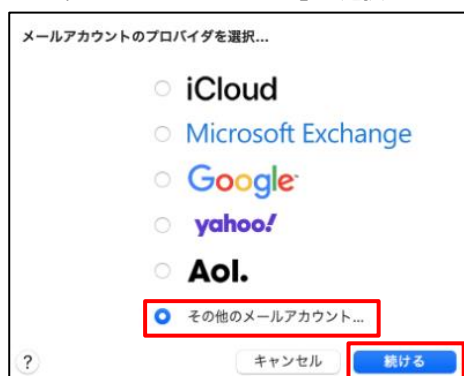 メールアカウントのプロバイダを選択...
iCloud
Microsoft Exchange
Google
yahoo!
Aol.
その他のメールアカウント...
? キャンセル 続ける